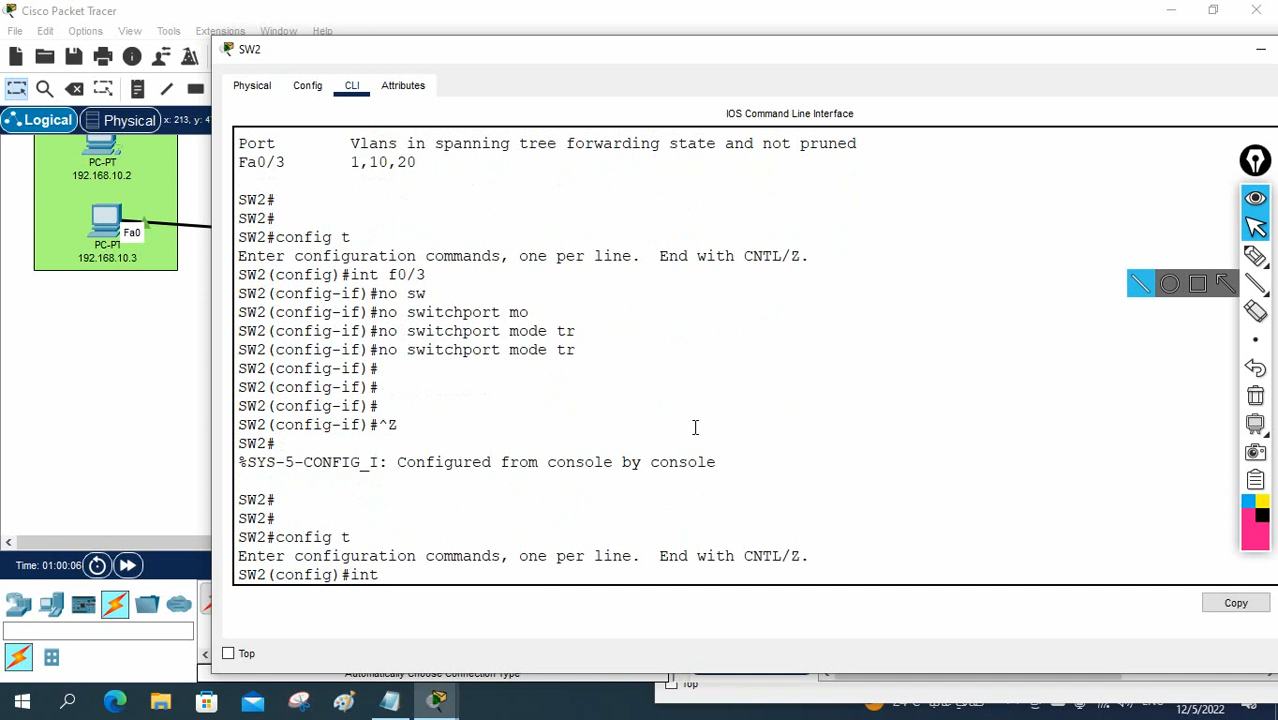 Cisco Packet Tracer
File Edit Options View Tools Extensions Window Help
SW2
Physical Config CLI Attributes
Logical Physical x: 213, y: 4
IOS Command Line Interface
PC-PT
192.168.10.2
Fa0
PC-PT
192.168.10.3
Port Vlans in spanning tree forwarding state and not pruned
Fa0/3 1,10,20
SW2#
SW2#
SW2#config t
Enter configuration commands, one per line. End with CNTL/Z.
SW2(config)#int f0/3
SW2(config-if)#no sw
SW2(config-if)#no switchport mo
SW2(config-if)#no switchport mode tr
SW2(config-if)#no switchport mode tr
SW2(config-if)#
SW2(config-if)#
SW2(config-if)#
SW2(config-if)#^Z
SW2#
%SYS-5-CONFIG_I: Configured from console by console
SW2#
SW2#
SW2#config t
Enter configuration commands, one per line. End with CNTL/Z.
SW2(config)#int
Time: 01:00:06
Copy
Top
Automatically Choose Connection Type
Top
12/5/2022